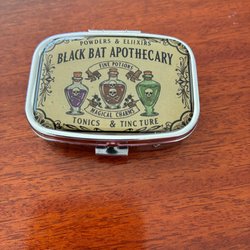 POWDERS & ELIXIRS
BLACK BAT APOTHECARY
FINE POTIONS
MAGICAL CHARMS
TONICS & TINCTURE